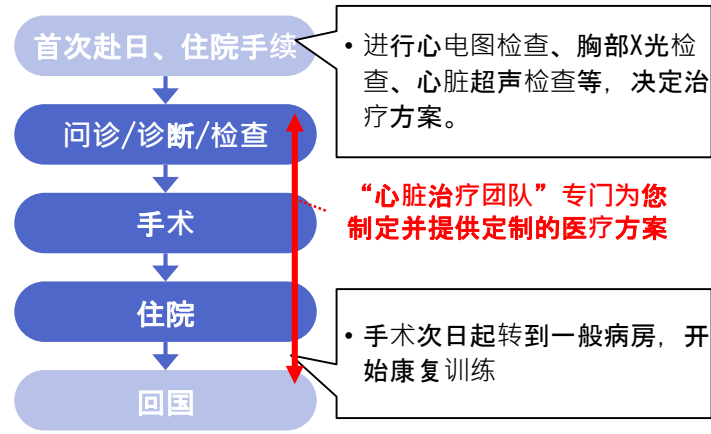 首次赴日、住院手续
• 进行心电图检查、胸部X光检
查、心脏超声检查等，决定治
疗方案。
问诊/诊断/检查
“心脏治疗团队”专门为您
制定并提供定制的医疗方案
手术
住院
• 手术次日起转到一般病房，开
始康复训练
回国